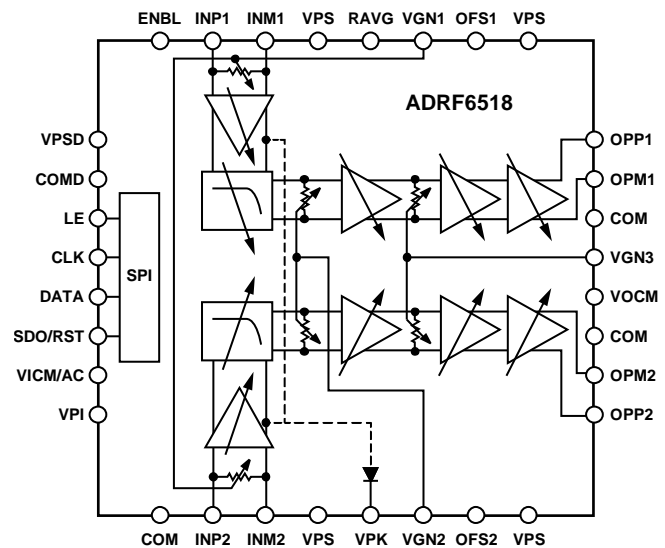 ENBL INP1 INM1 VPS RAVG VGN1 OFS1 VPS
ADRF6518
VPSD
COMD
LE
CLK
DATA
SDO/RST
VICM/AC
VPI
SPI
OPP1
OPM1
COM
VGN3
VOCM
COM
OPM2
OPP2
COM INP2 INM2 VPS VPK VGN2 OFS2 VPS